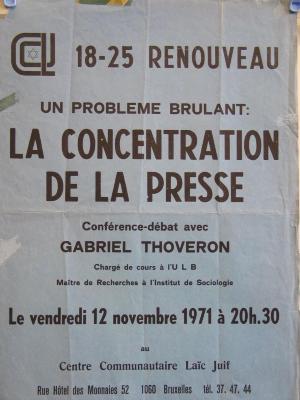 CCLJ 18-25 RENOUVEAU
UN PROBLEME BRULANT:
LA CONCENTRATION
DE LA PRESSE
Conférence-débat avec
GABRIEL THOVERON
Chargé de cours à l'U L B
Maître de Recherches à l'Institut de Sociologie
Le vendredi 12 novembre 1971 à 20h.30
au
Centre Communautaire Laïc Juif
Rue Hôtel des Monnaies 52 1060 Bruxelles tél. 37. 47, 44